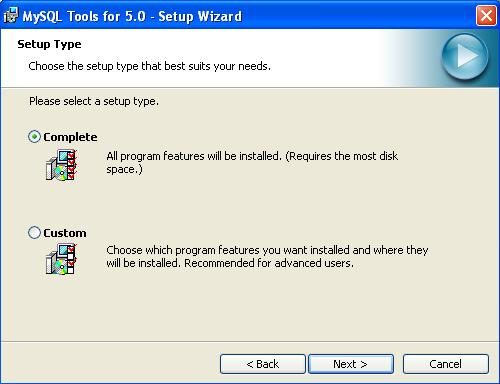 MySQL Tools for 5.0 - Setup Wizard
Setup Type
Choose the setup type that best suits your needs.
Please select a setup type.
Complete
All program features will be installed. (Requires the most disk
space.)
Custom
Choose which program features you want installed and where they
will be installed. Recommended for advanced users.
< Back
Next >
Cancel